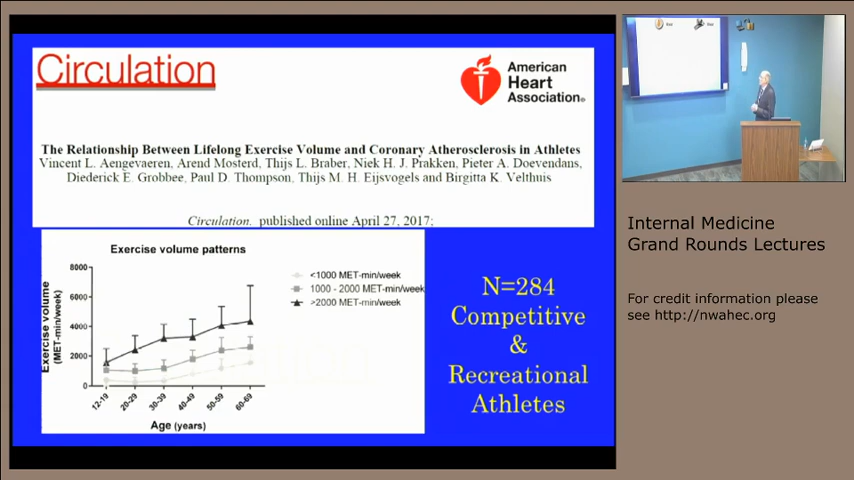 Circulation
American
Heart
Association®
The Relationship Between Lifelong Exercise Volume and Coronary Atherosclerosis in Athletes
Vincent L. Aengevaeren, Arend Mosterd, Thijs L. Braber, Niek H. J. Prakken, Pieter A. Doevendans,
Diederick E. Grobbee, Paul D. Thompson, Thijs M. H. Eijsvogels and Birgitta K. Velthuis
Circulation. published online April 27, 2017;
Exercise volume patterns
<1000 MET-min/week
1000 - 2000 MET-min/week
>2000 MET-min/week
Exercise volume
(MET-min/week)
8000
6000
4000
2000
0
12-19
20-29
30-39
40-49
50-59
60-69
Age (years)
N=284
Competitive
&
Recreational
Athletes
Internal Medicine
Grand Rounds Lectures
For credit information please
see http://nwahec.org